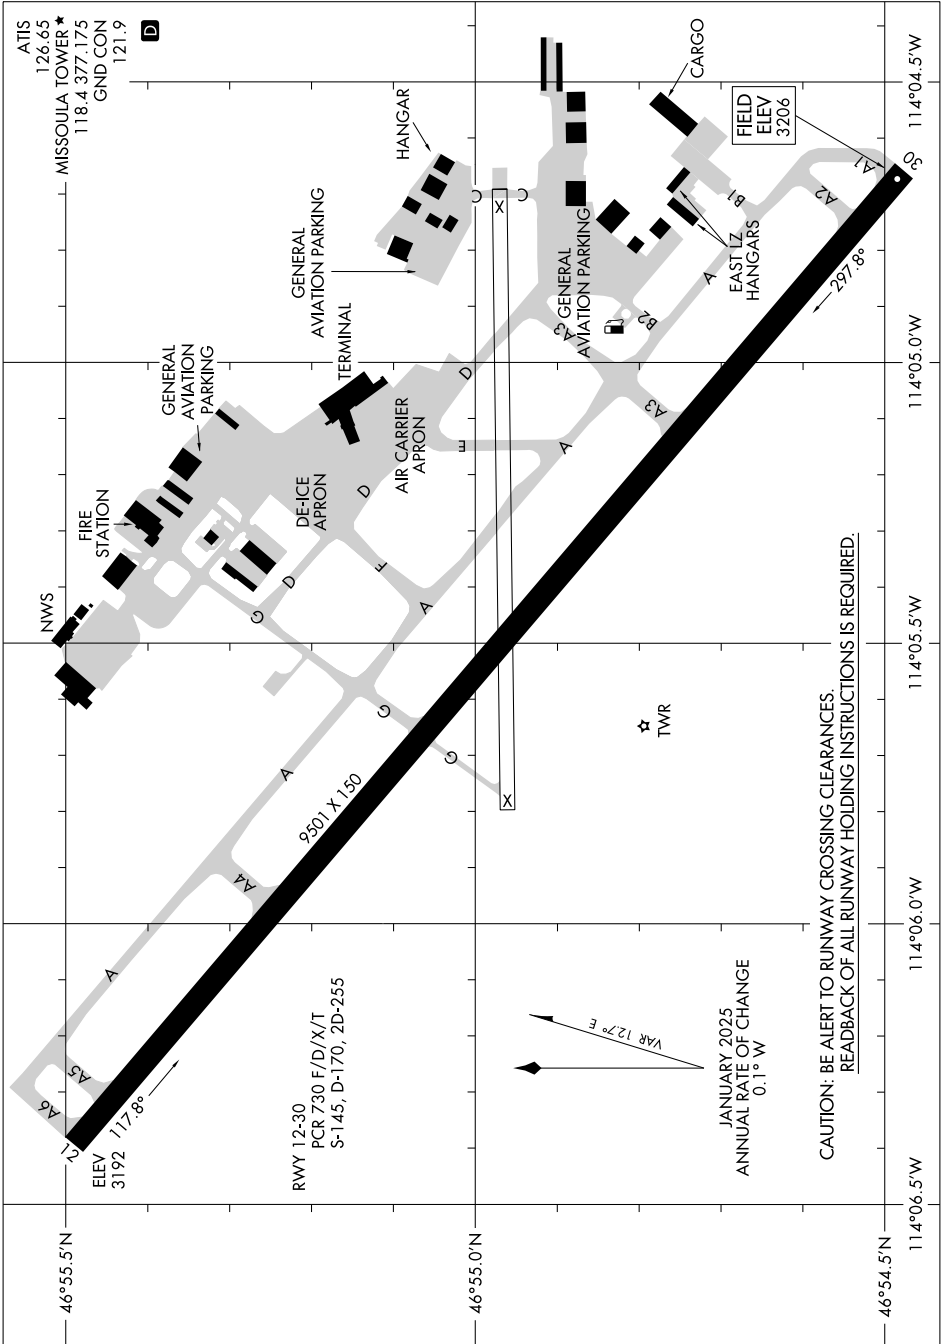 ATIS
126.65
MISSOULA TOWER ★
118.4 377.175
GND CON
121.9
D
NWS
FIRE
STATION
GENERAL
AVIATION
PARKING
TERMINAL
GENERAL
AVIATION PARKING
HANGAR
DE-ICE
APRON
AIR CARRIER
APRON
GENERAL
AVIATION PARKING
CARGO
EAST LZ
HANGARS
FIELD
ELEV
3206
A6
A5
A
A4
A
G
G
G
D
F
A
D
E
A
D
A3
A3
B2
A
B1
A2
A1
C
C
X
X
12
ELEV
3192
117.8°
9501 X 150
297.8°
30
TWR
RWY 12-30
PCR 730 F/D/X/T
S-145, D-170, 2D-255
VAR 12.7° E
JANUARY 2025
ANNUAL RATE OF CHANGE
0.1° W
CAUTION: BE ALERT TO RUNWAY CROSSING CLEARANCES.
READBACK OF ALL RUNWAY HOLDING INSTRUCTIONS IS REQUIRED.
46°55.5'N
46°55.0'N
46°54.5'N
114°06.5'W
114°06.0'W
114°05.5'W
114°05.0'W
114°04.5'W